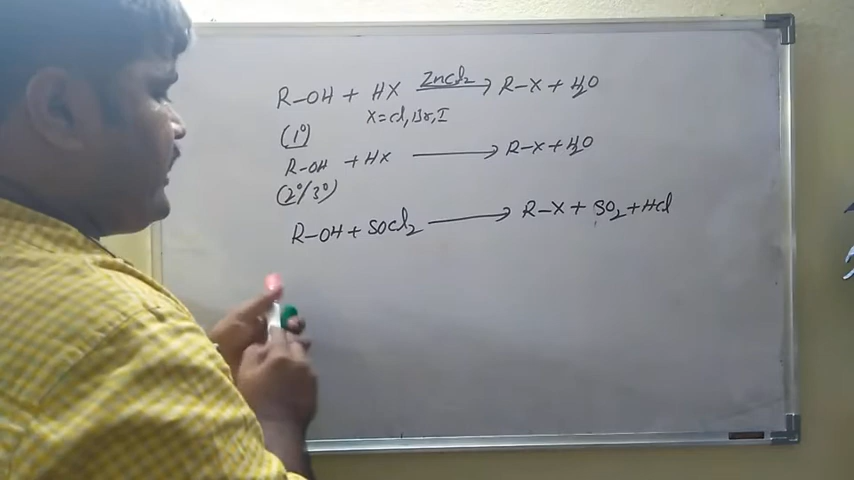 R-OH + HX ZnCl₂⟶ R-X + H₂O
(1°) X=Cl, Br, I
R-OH + HX ⟶ R-X + H₂O
(2°/3°)
R-OH + SOCl₂ ⟶ R-X + SO₂ + HCl